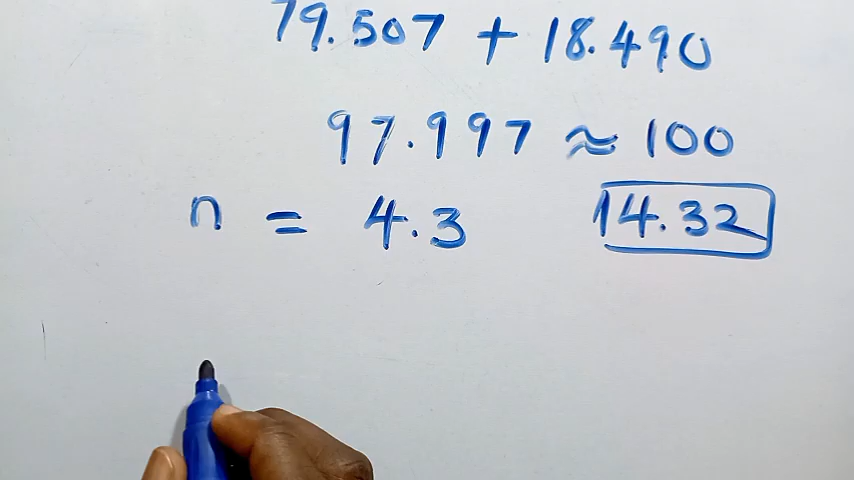 79.507 + 18.490
97.997 ≈ 100
n = 4.3 14.32